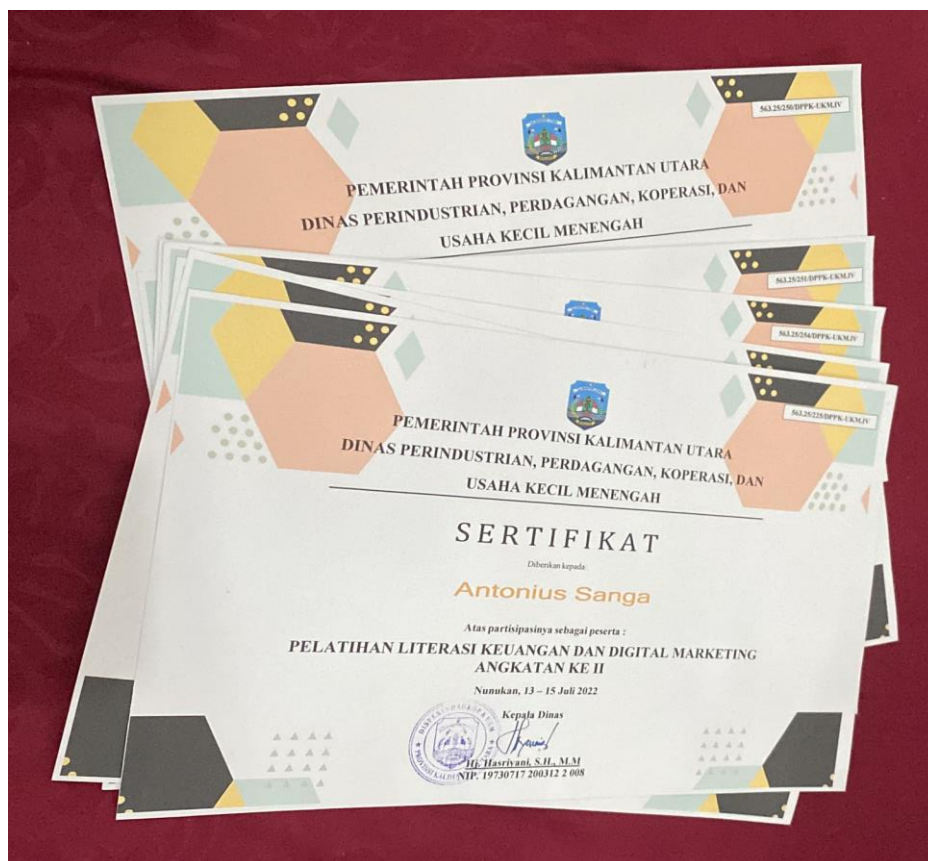 563.25/250/DPPK-UKM.IV
PEMERINTAH PROVINSI KALIMANTAN UTARA
DINAS PERINDUSTRIAN, PERDAGANGAN, KOPERASI, DAN
USAHA KECIL MENENGAH
563.25/251/DPPK-UKM.IV
563.25/254/DPPK-UKM.IV
563.25/225/DPPK-UKM.IV
PEMERINTAH PROVINSI KALIMANTAN UTARA
DINAS PERINDUSTRIAN, PERDAGANGAN, KOPERASI, DAN
USAHA KECIL MENENGAH
SERTIFIKAT
Diberikan kepada
Antonius Sanga
Atas partisipasinya sebagai peserta :
PELATIHAN LITERASI KEUANGAN DAN DIGITAL MARKETING
ANGKATAN KE II
Nunukan, 13 – 15 Juli 2022
Kepala Dinas
Hj. Hasriyani, S.H., M.M
NIP. 19730717 200312 2 008